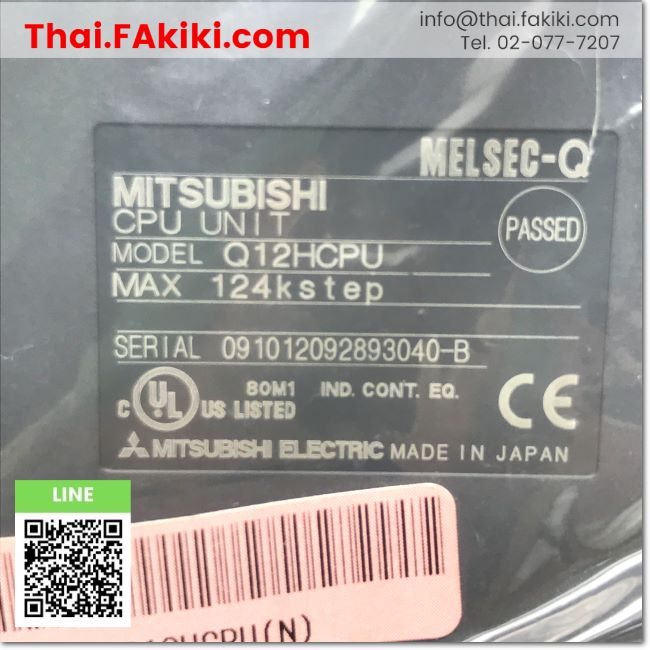 Thai.FAkiki.com
info@thai.fakiki.com
Tel. 02-077-7207
MELSEC-Q
MITSUBISHI
CPU UNIT
PASSED
MODEL Q12HCPU
MAX 124kstep
SERIAL 091012092893040-B
C UL US LISTED 80M1 IND. CONT. EQ. CE
MITSUBISHI ELECTRIC MADE IN JAPAN
LINE